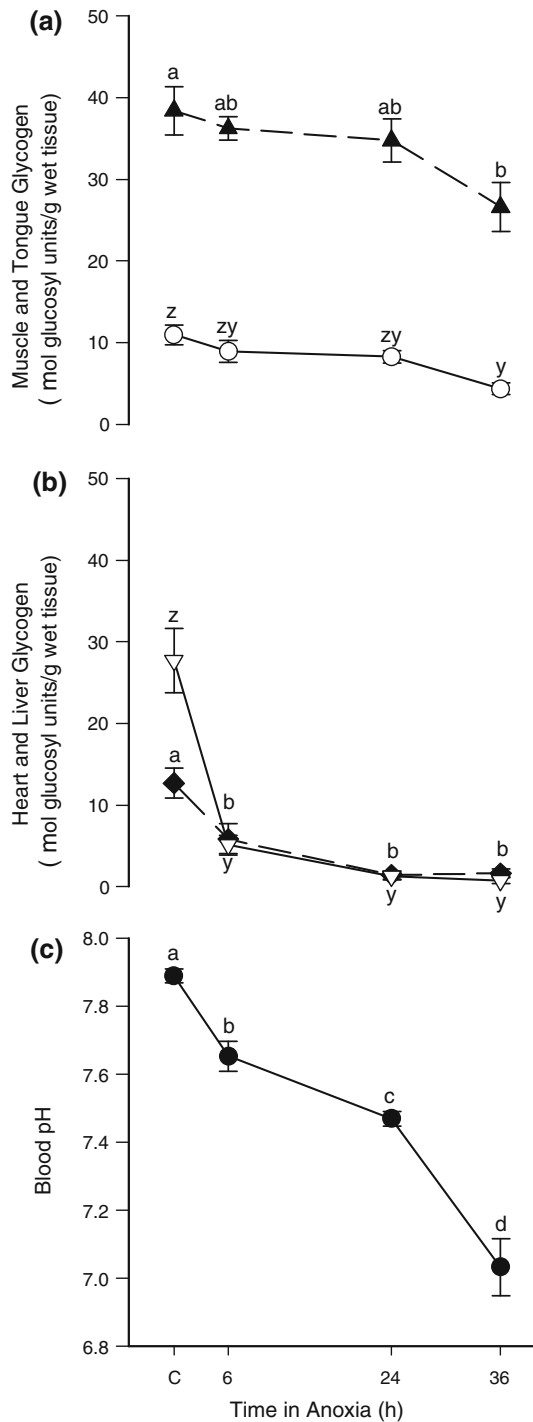 (a)
50
40
30
20
10
0
Muscle and Tongue Glycogen
( mol glucosyl units/g wet tissue)
a
ab
ab
b
z
zy
zy
y
(b)
50
40
30
20
10
0
Heart and Liver Glycogen
( mol glucosyl units/g wet tissue)
z
a
b
b
b
y
y
y
(c)
8.0
7.8
7.6
7.4
7.2
7.0
6.8
Blood pH
a
b
c
d
C
6
24
36
Time in Anoxia (h)